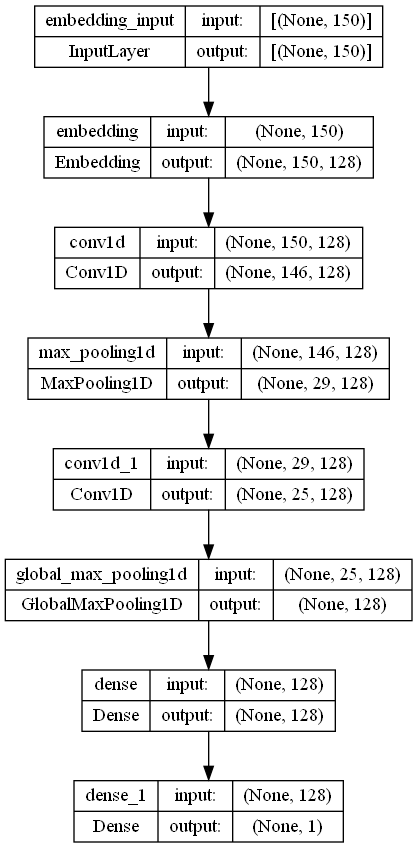 embedding_input input: [(None, 150)]
InputLayer output: [(None, 150)]
embedding input: (None, 150)
Embedding output: (None, 150, 128)
conv1d input: (None, 150, 128)
Conv1D output: (None, 146, 128)
max_pooling1d input: (None, 146, 128)
MaxPooling1D output: (None, 29, 128)
conv1d_1 input: (None, 29, 128)
Conv1D output: (None, 25, 128)
global_max_pooling1d input: (None, 25, 128)
GlobalMaxPooling1D output: (None, 128)
dense input: (None, 128)
Dense output: (None, 128)
dense_1 input: (None, 128)
Dense output: (None, 1)